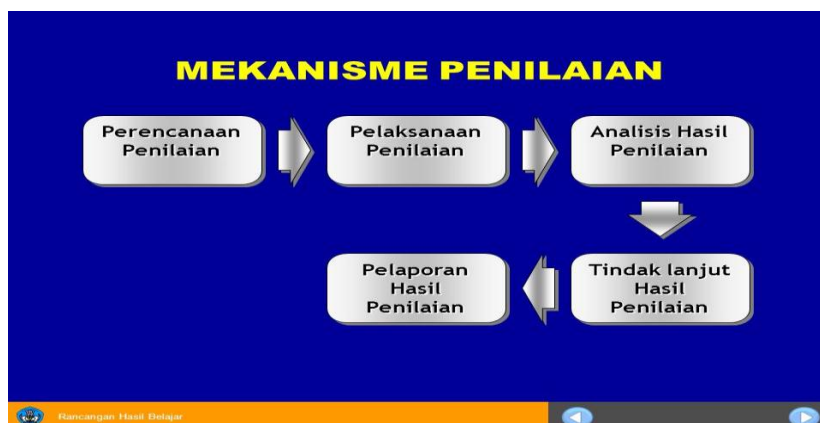 MEKANISME PENILAIAN
Perencanaan
Penilaian
Pelaksanaan
Penilaian
Analisis Hasil
Penilaian
Tindak lanjut
Hasil
Penilaian
Pelaporan
Hasil
Penilaian
Rancangan Hasil Belajar